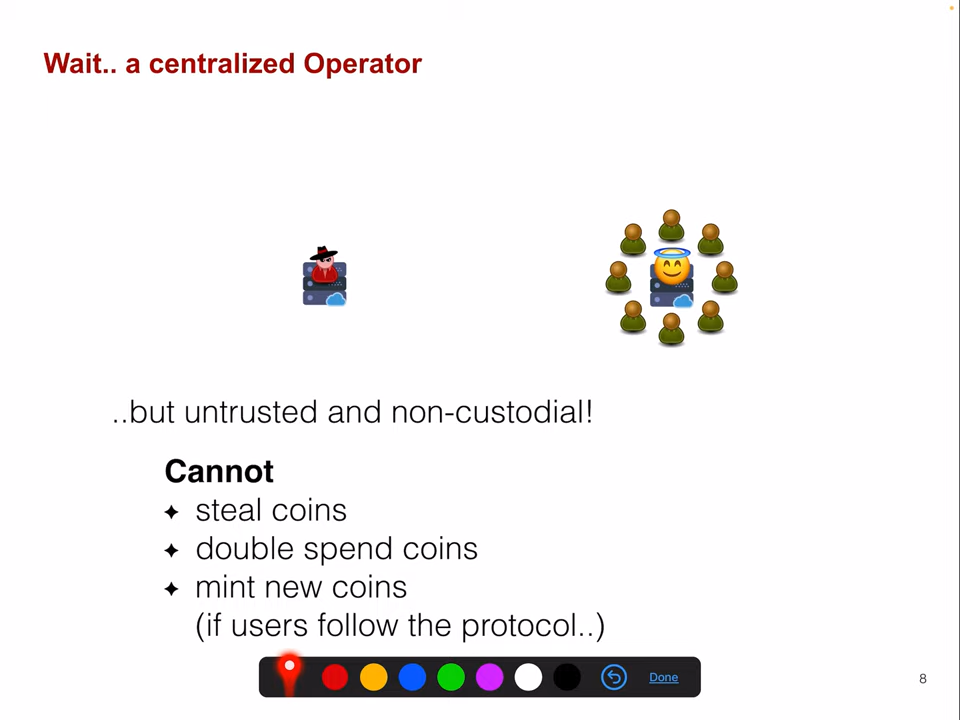 Wait.. a centralized Operator
..but untrusted and non-custodial!
Cannot
✦ steal coins
✦ double spend coins
✦ mint new coins
(if users follow the protocol..)
Done
8